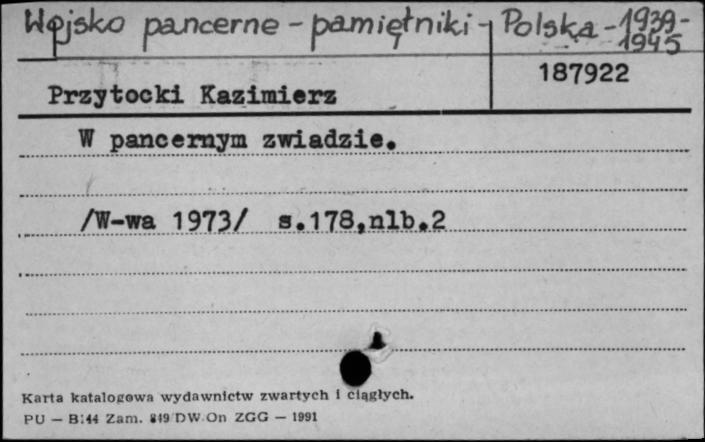 Wojsko pancerne - pamiętniki - Polska - 1939-
1945
187922
Przytocki Kazimierz
W pancernym zwiadzie.
/W-wa 1973/ s.178,nlb.2
Karta katalogowa wydawnictw zwartych i ciągłych.
PU — B:44 Zam. 819 DW On ZGG — 1991